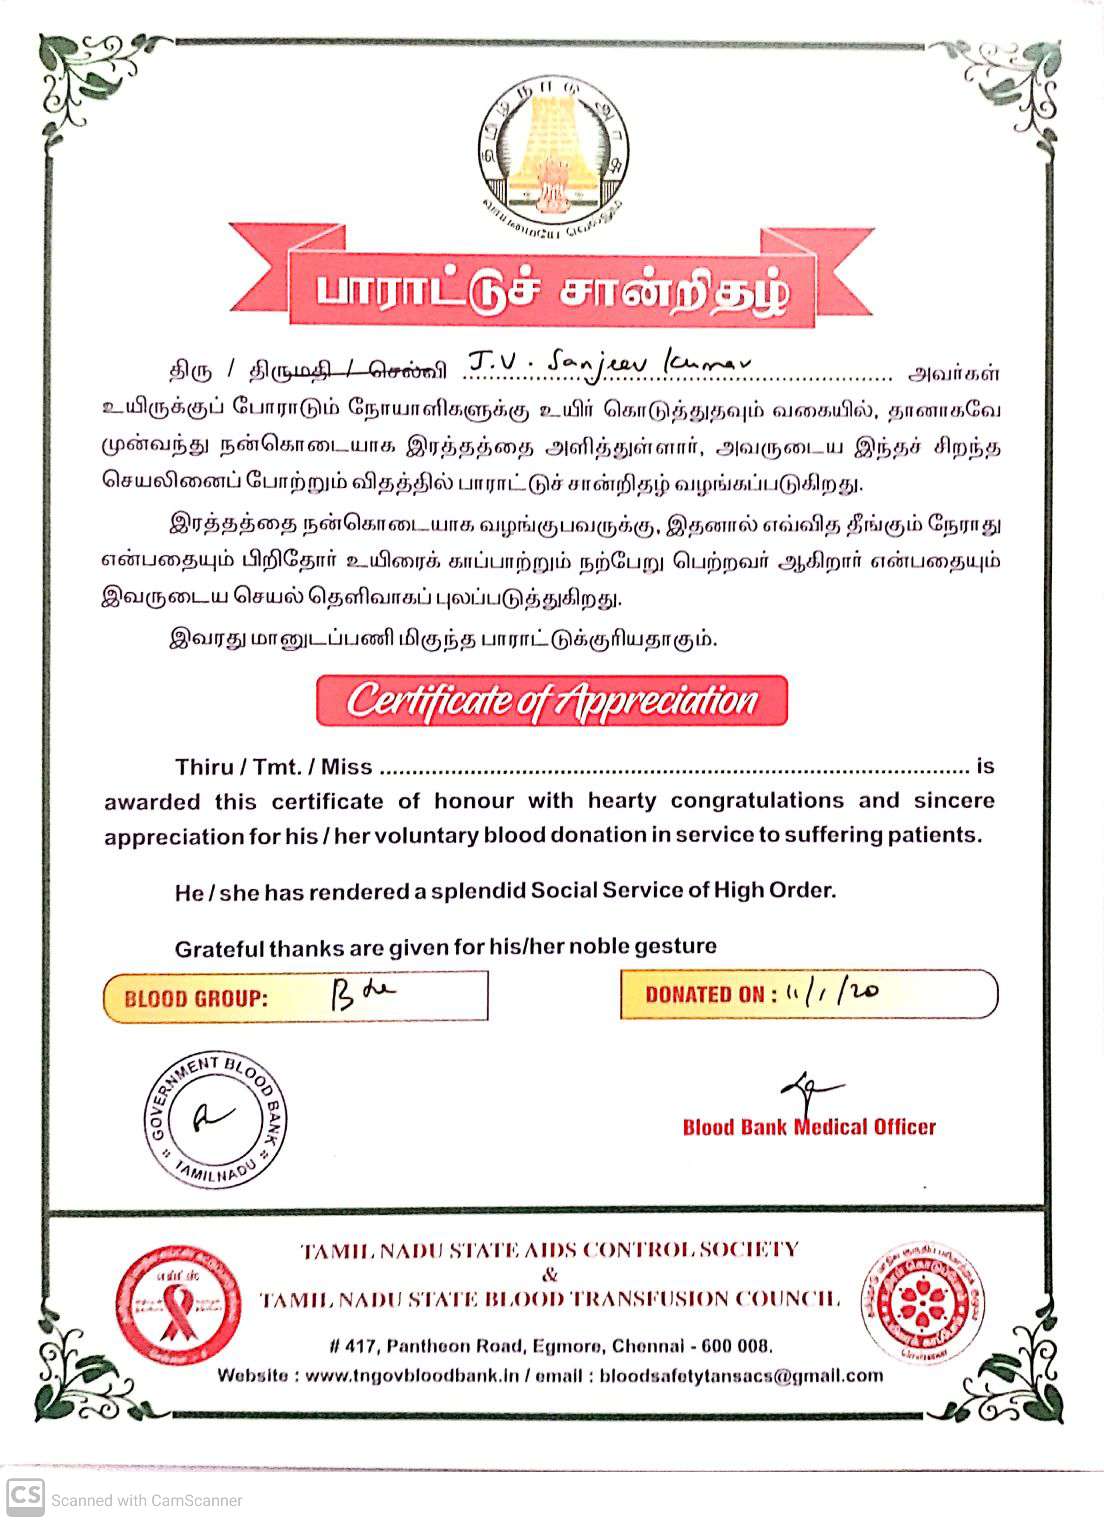 தமிழ்நாடு அரசு
வாய்மையே வெல்லும்
பாராட்டுச் சான்றிதழ்
திரு / திருமதி / செல்வி J.V. Sanjeev Kumar அவர்கள்
உயிருக்குப் போராடும் நோயாளிகளுக்கு உயிர் கொடுத்துதவும் வகையில், தானாகவே
முன்வந்து நன்கொடையாக இரத்தத்தை அளித்துள்ளார், அவருடைய இந்தச் சிறந்த
செயலினைப் போற்றும் விதத்தில் பாராட்டுச் சான்றிதழ் வழங்கப்படுகிறது.
இரத்தத்தை நன்கொடையாக வழங்குபவருக்கு, இதனால் எவ்வித தீங்கும் நேராது
என்பதையும் பிறிதோர் உயிரைக் காப்பாற்றும் நற்பேறு பெற்றவர் ஆகிறார் என்பதையும்
இவருடைய செயல் தெளிவாகப் புலப்படுத்துகிறது.
இவரது மானுடப்பணி மிகுந்த பாராட்டுக்குரியதாகும்.
Certificate of Appreciation
Thiru / Tmt. / Miss ............................................................ is
awarded this certificate of honour with hearty congratulations and sincere
appreciation for his / her voluntary blood donation in service to suffering patients.
He / she has rendered a splendid Social Service of High Order.
Grateful thanks are given for his/her noble gesture
BLOOD GROUP: B +ve
DONATED ON : 11/1/20
GOVERNMENT BLOOD BANK
TAMILNADU
Blood Bank Medical Officer
TAMIL NADU STATE AIDS CONTROL SOCIETY
&
TAMIL NADU STATE BLOOD TRANSFUSION COUNCIL
# 417, Pantheon Road, Egmore, Chennai - 600 008.
Website : www.tngovbloodbank.in / email : bloodsafetytansacs@gmail.com
CS Scanned with CamScanner